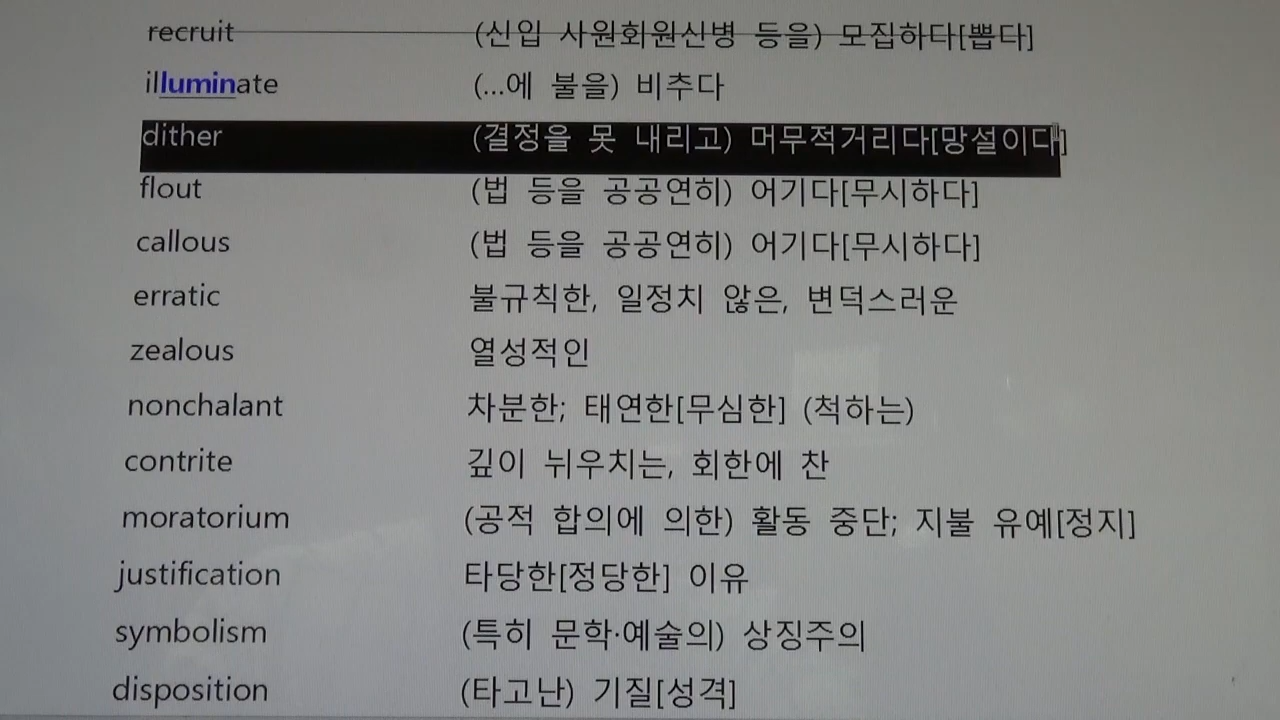 recruit (신입 사원회원신병 등을) 모집하다[뽑다]
illuminate (...에 불을) 비추다
dither (결정을 못 내리고) 머무적거리다[망설이다]
flout (법 등을 공공연히) 어기다[무시하다]
callous (법 등을 공공연히) 어기다[무시하다]
erratic 불규칙한, 일정치 않은, 변덕스러운
zealous 열성적인
nonchalant 차분한; 태연한[무심한] (척하는)
contrite 깊이 뉘우치는, 회한에 찬
moratorium (공적 합의에 의한) 활동 중단; 지불 유예[정지]
justification 타당한[정당한] 이유
symbolism (특히 문학·예술의) 상징주의
disposition (타고난) 기질[성격]